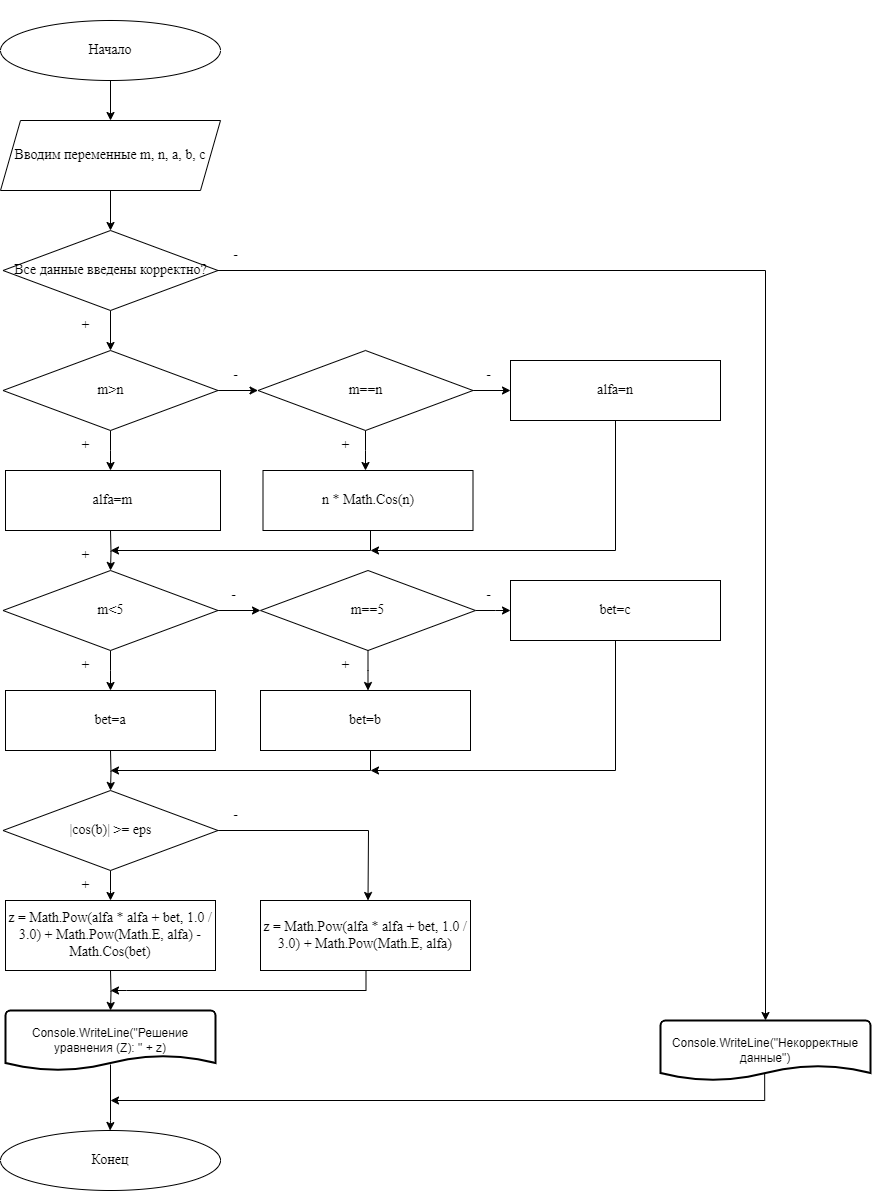 Начало
Вводим переменные m, n, a, b, c
Все данные введены корректно?
-
+
m>n
-
m==n
-
alfa=n
+
+
alfa=m
n * Math.Cos(n)
+
m<5
-
m==5
-
bet=c
+
+
bet=a
bet=b
|cos(b)| >= eps
-
+
z = Math.Pow(alfa * alfa + bet, 1.0 /
3.0) + Math.Pow(Math.E, alfa) -
Math.Cos(bet)
z = Math.Pow(alfa * alfa + bet, 1.0 /
3.0) + Math.Pow(Math.E, alfa)
Console.WriteLine("Решение
уравнения (Z): " + z)
Console.WriteLine("Некорректные
данные")
Конец